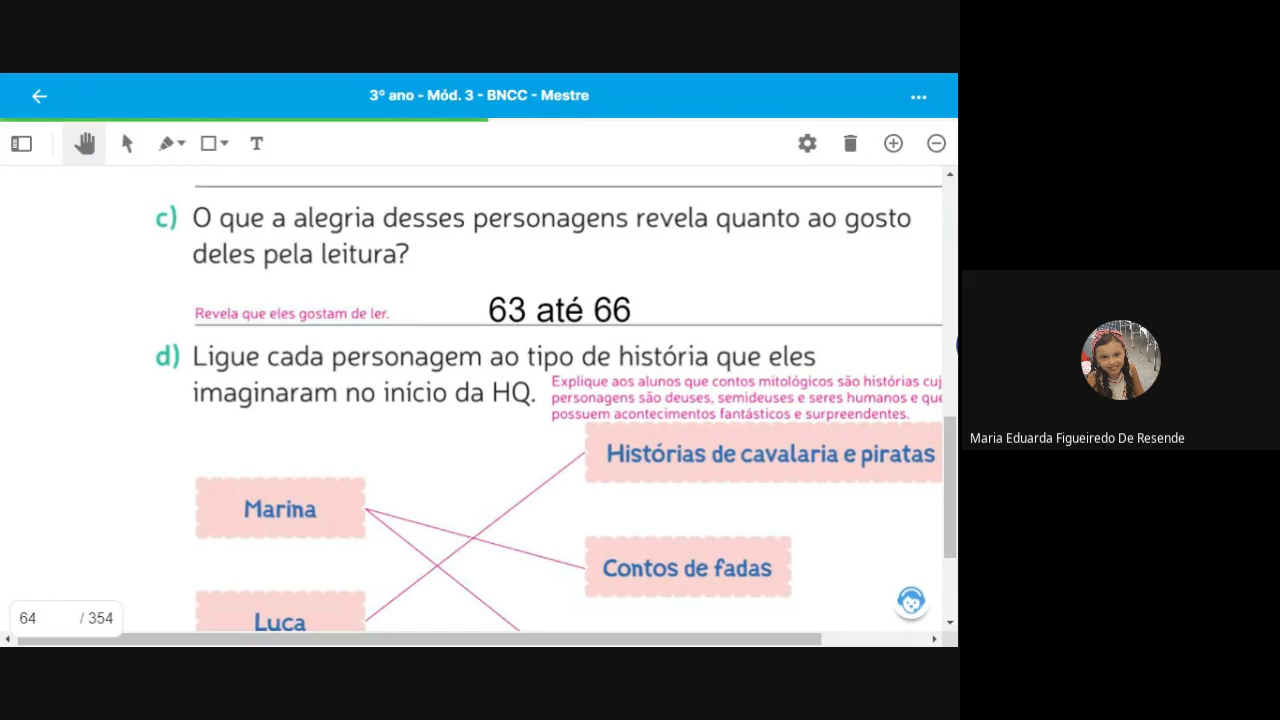 3º ano - Mód. 3 - BNCC - Mestre
T
c) O que a alegria desses personagens revela quanto ao gosto
deles pela leitura?
Revela que eles gostam de ler.
63 até 66
d) Ligue cada personagem ao tipo de história que eles
imaginaram no início da HQ.
Explique aos alunos que contos mitológicos são histórias cuj
personagens são deuses, semideuses e seres humanos e que
possuem acontecimentos fantásticos e surpreendentes.
Histórias de cavalaria e piratas
Marina
Contos de fadas
Luca
64 / 354
Maria Eduarda Figueiredo De Resende